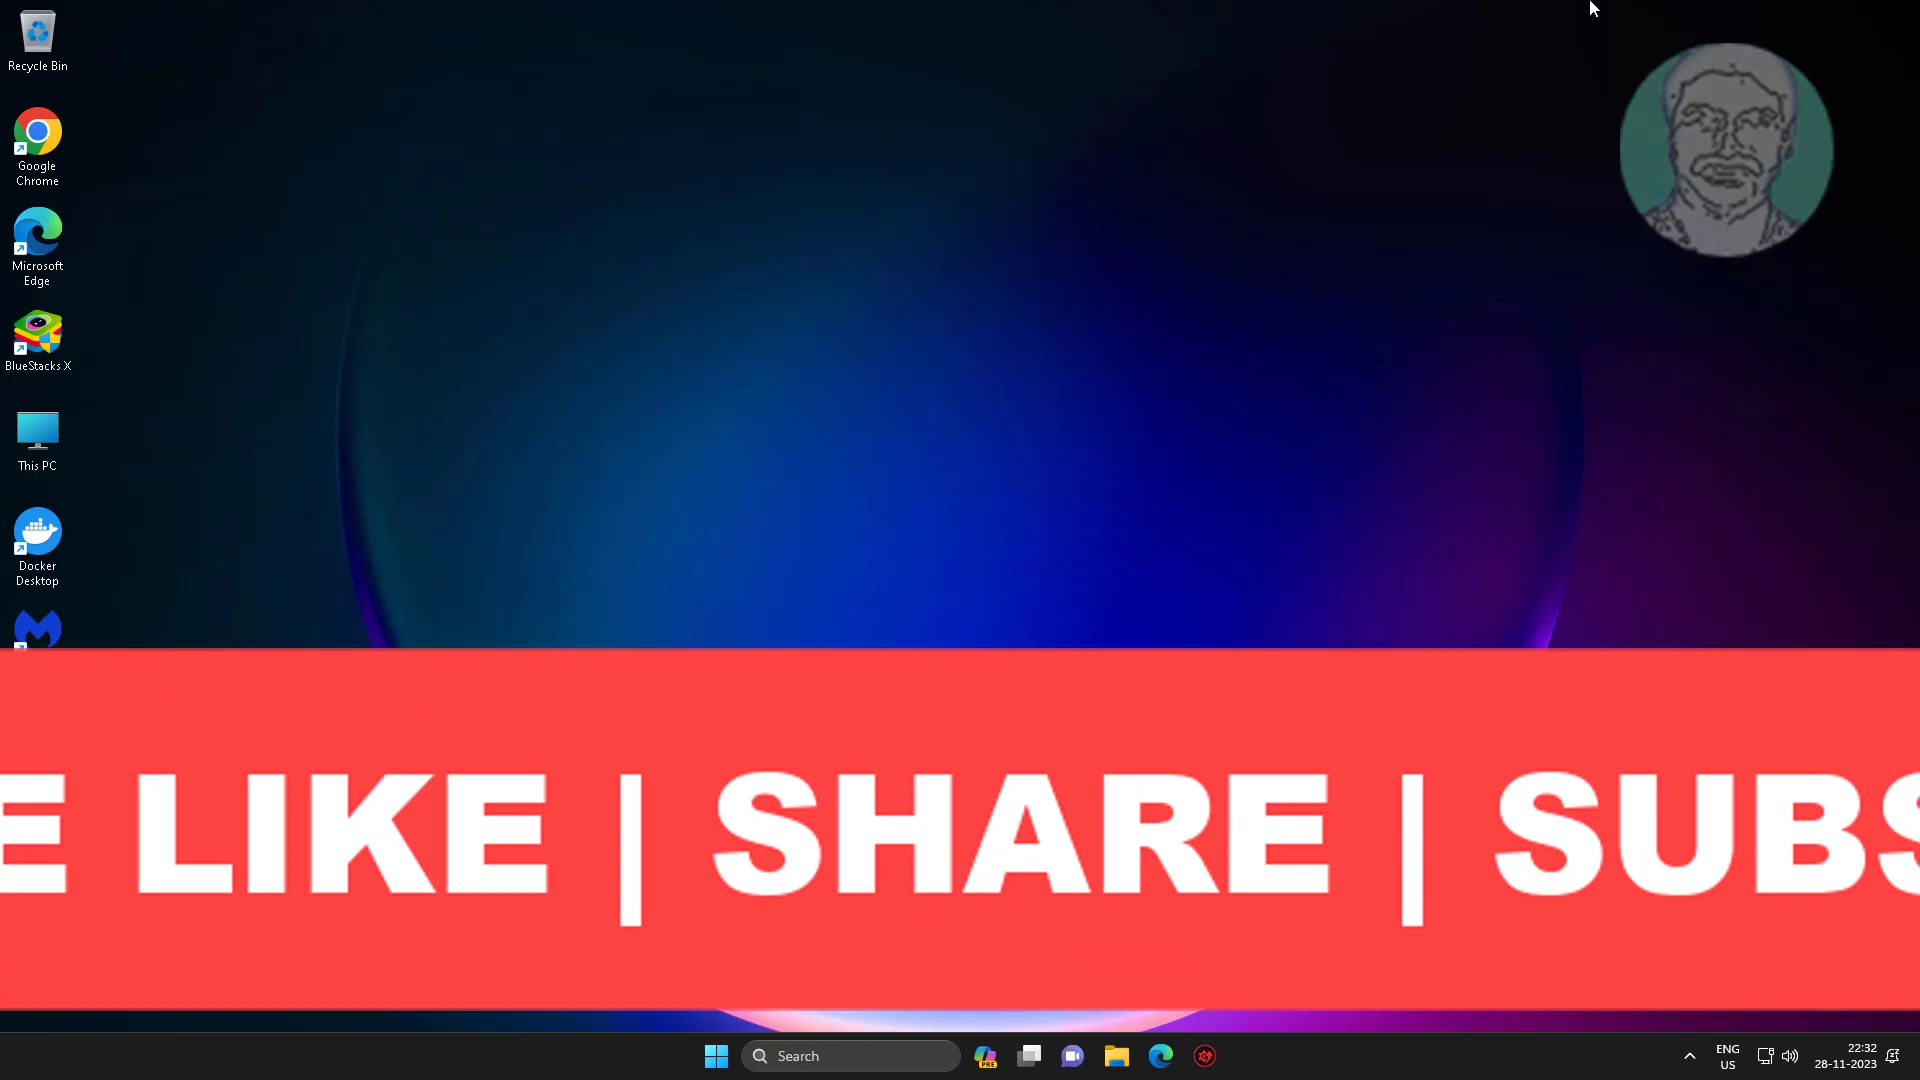 Recycle Bin
Google
Chrome
Microsoft
Edge
BlueStacks X
This PC
Docker
Desktop
E LIKE | SHARE | SUBS
Search
PRE
ENG
US
22:32
28-11-2023